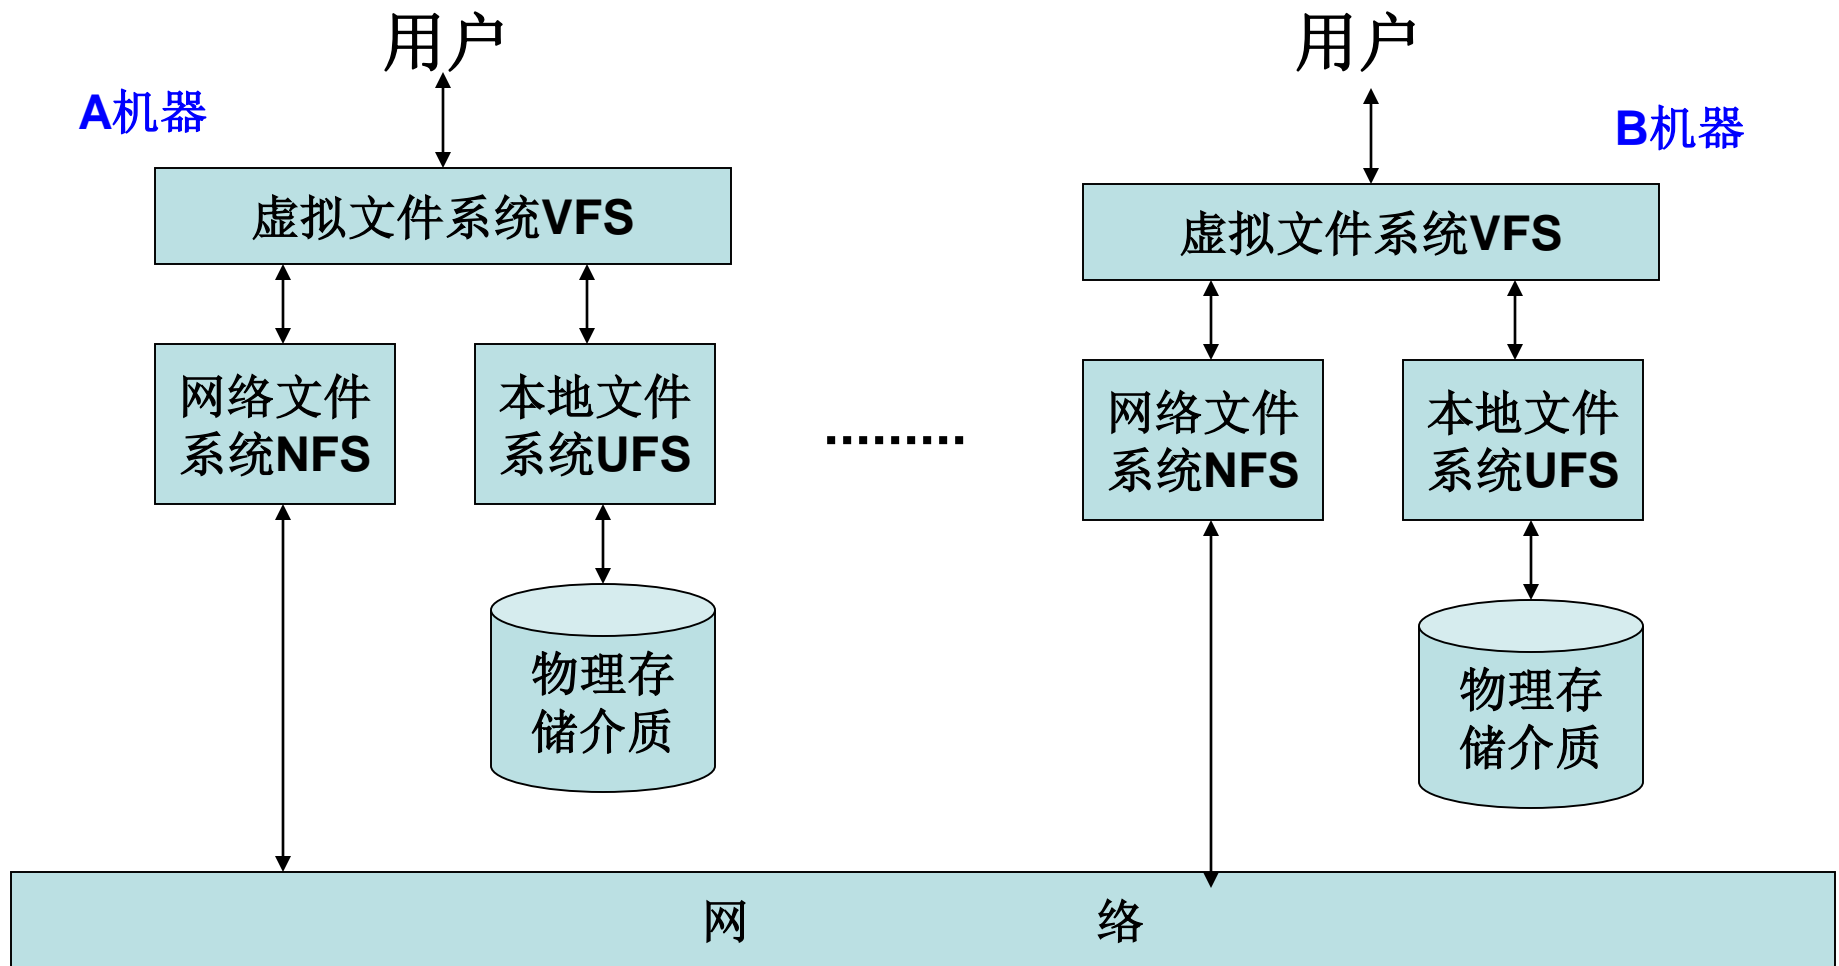 用户
A机器
虚拟文件系统VFS
网络文件
系统NFS
本地文件
系统UFS
物理存
储介质
.........
用户
B机器
虚拟文件系统VFS
网络文件
系统NFS
本地文件
系统UFS
物理存
储介质
网 络